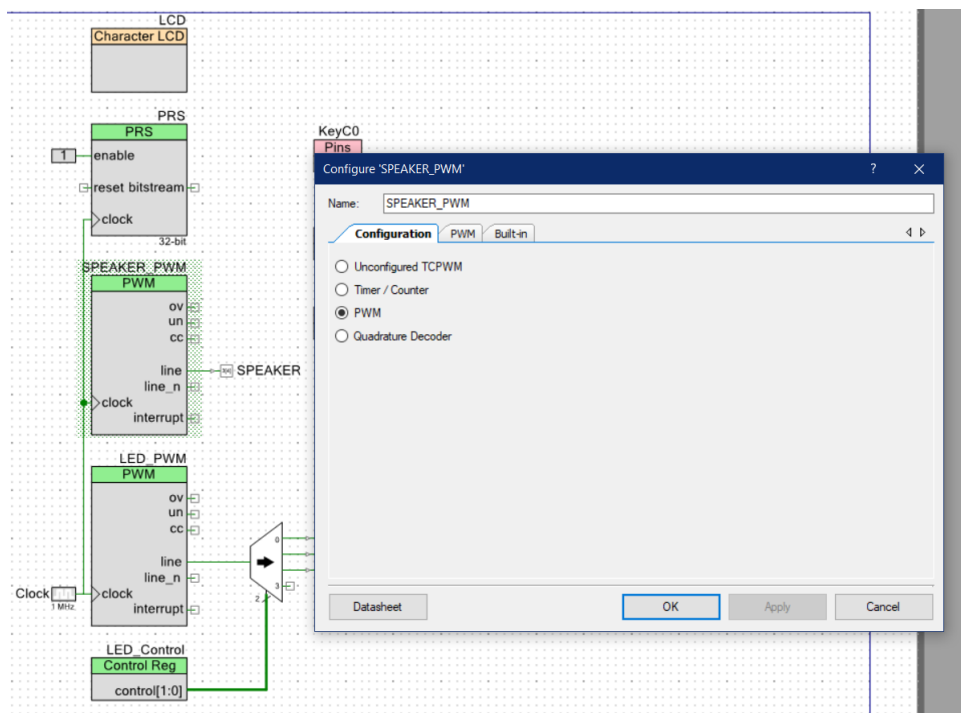 LCD
Character LCD
PRS
PRS
1
enable
reset bitstream
clock
32-bit
SPEAKER_PWM
PWM
ov
un
cc
line
SPEAKER
line_n
clock
interrupt
LED_PWM
PWM
ov
un
cc
line
line_n
Clock
1 MHz
clock
interrupt
0
3
2
LED_Control
Control Reg
control[1:0]
KeyC0
Pins
Configure 'SPEAKER_PWM'
?
Name: SPEAKER_PWM
Configuration PWM Built-in
Unconfigured TCPWM
Timer / Counter
PWM
Quadrature Decoder
Datasheet OK Apply Cancel